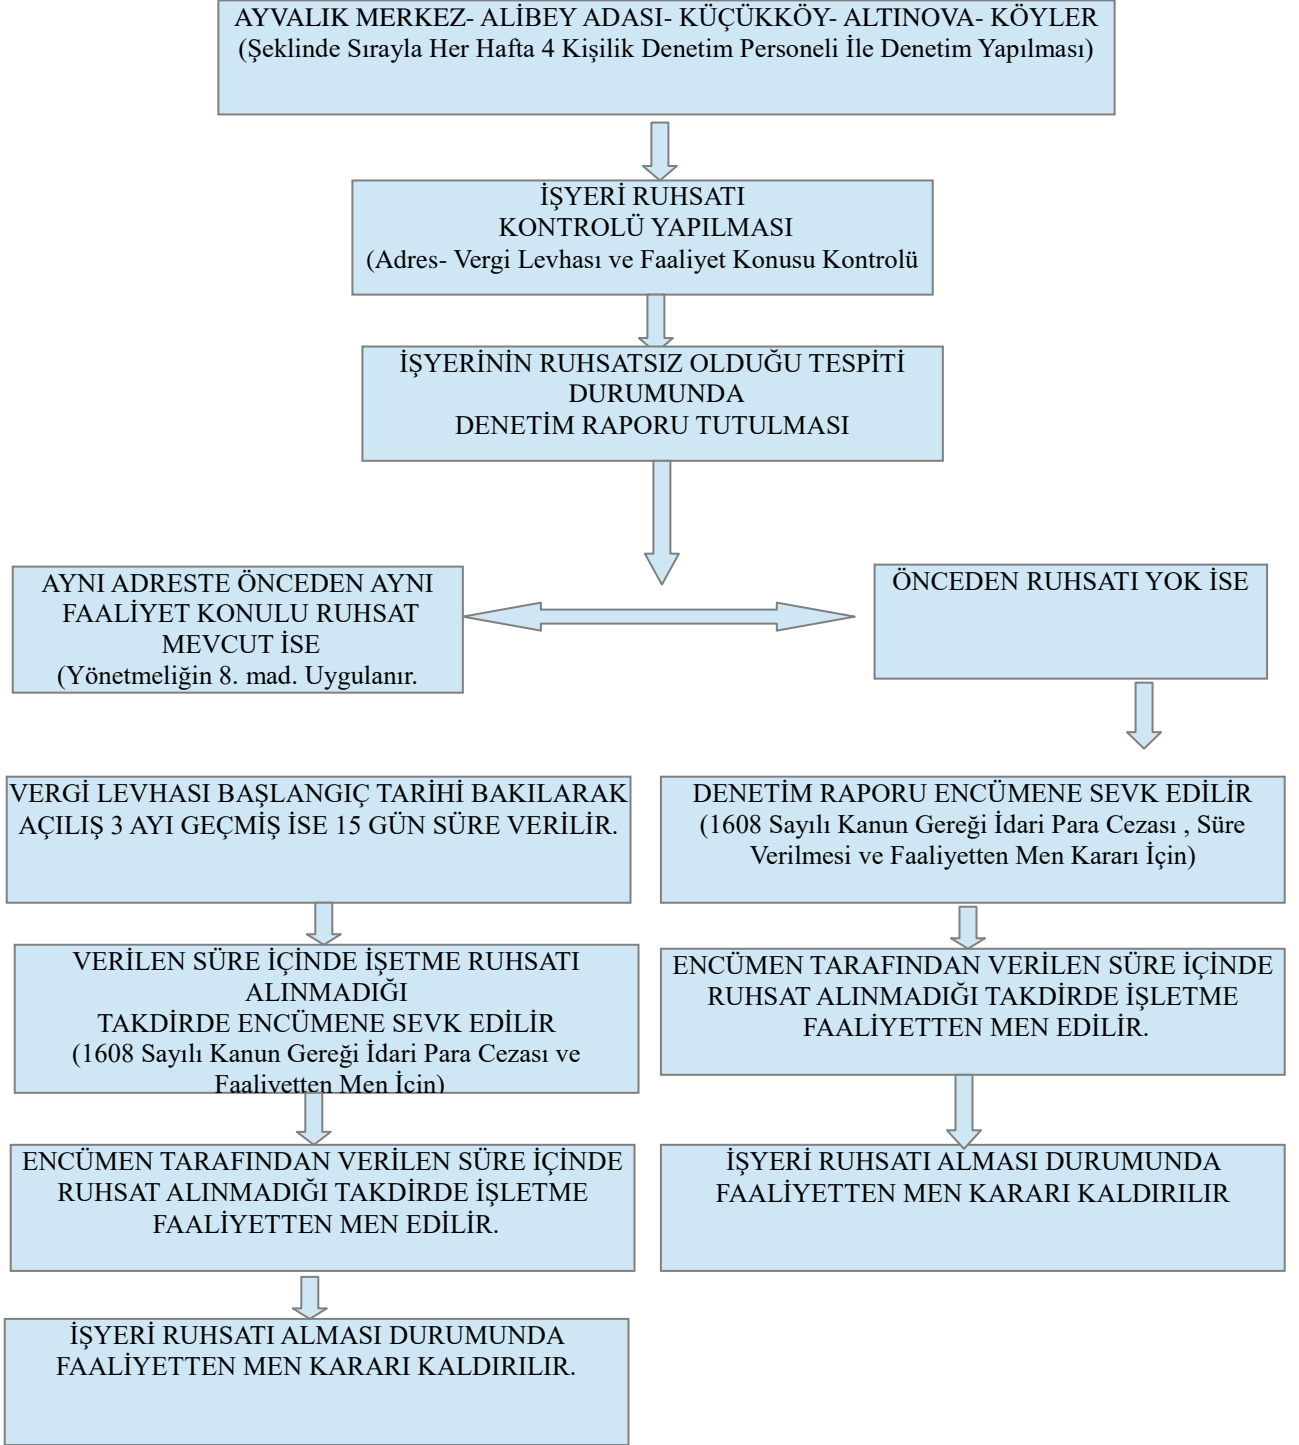 AYVALIK MERKEZ- ALİBEY ADASI- KÜÇÜKKÖY- ALTINOVA- KÖYLER
(Şeklinde Sırayla Her Hafta 4 Kişilik Denetim Personeli İle Denetim Yapılması)
İŞYERİ RUHSATI
KONTROLÜ YAPILMASI
(Adres- Vergi Levhası ve Faaliyet Konusu Kontrolü
İŞYERİNİN RUHSATSIZ OLDUĞU TESPİTİ
DURUMUNDA
DENETİM RAPORU TUTULMASI
AYNI ADRESTE ÖNCEDEN AYNI
FAALİYET KONULU RUHSAT
MEVCUT İSE
(Yönetmeliğin 8. mad. Uygulanır.
ÖNCEDEN RUHSATI YOK İSE
VERGİ LEVHASI BAŞLANGIÇ TARİHİ BAKILARAK
AÇILIŞ 3 AYI GEÇMİŞ İSE 15 GÜN SÜRE VERİLİR.
VERİLEN SÜRE İÇİNDE İŞETME RUHSATI
ALINMADIĞI
TAKDİRDE ENCÜMENE SEVK EDİLİR
(1608 Sayılı Kanun Gereği İdari Para Cezası ve
Faaliyetten Men İçin)
ENCÜMEN TARAFINDAN VERİLEN SÜRE İÇİNDE
RUHSAT ALINMADIĞI TAKDİRDE İŞLETME
FAALİYETTEN MEN EDİLİR.
İŞYERİ RUHSATI ALMASI DURUMUNDA
FAALİYETTEN MEN KARARI KALDIRILIR.
DENETİM RAPORU ENCÜMENE SEVK EDİLİR
(1608 Sayılı Kanun Gereği İdari Para Cezası , Süre
Verilmesi ve Faaliyetten Men Kararı İçin)
ENCÜMEN TARAFINDAN VERİLEN SÜRE İÇİNDE
RUHSAT ALINMADIĞI TAKDİRDE İŞLETME
FAALİYETTEN MEN EDİLİR.
İŞYERİ RUHSATI ALMASI DURUMUNDA
FAALİYETTEN MEN KARARI KALDIRILIR